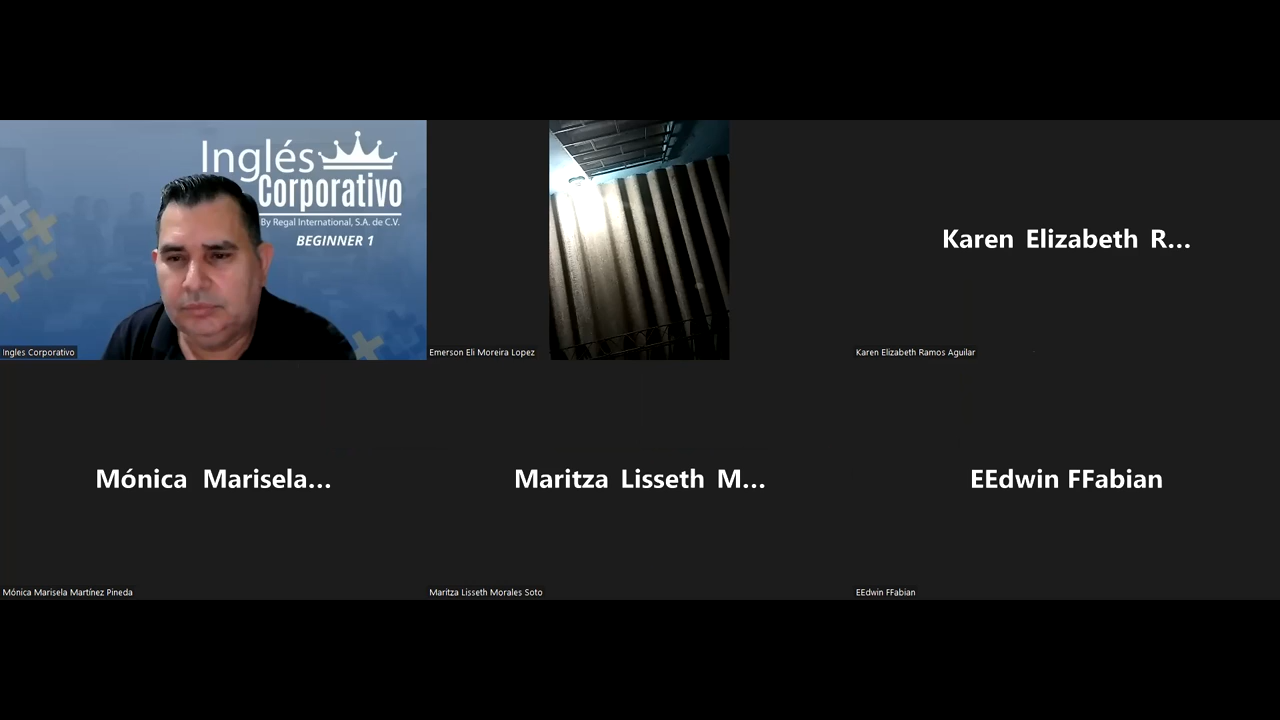 Inglés
Corporativo
By Regal International, S.A. de C.V.
BEGINNER 1
Ingles Corporativo
Emerson Eli Moreira Lopez
Karen Elizabeth R...
Karen Elizabeth Ramos Aguilar
Mónica Marisela...
Mónica Marisela Martínez Pineda
Maritza Lisseth M...
Maritza Lisseth Morales Soto
EEdwin FFabian
EEdwin FFabian